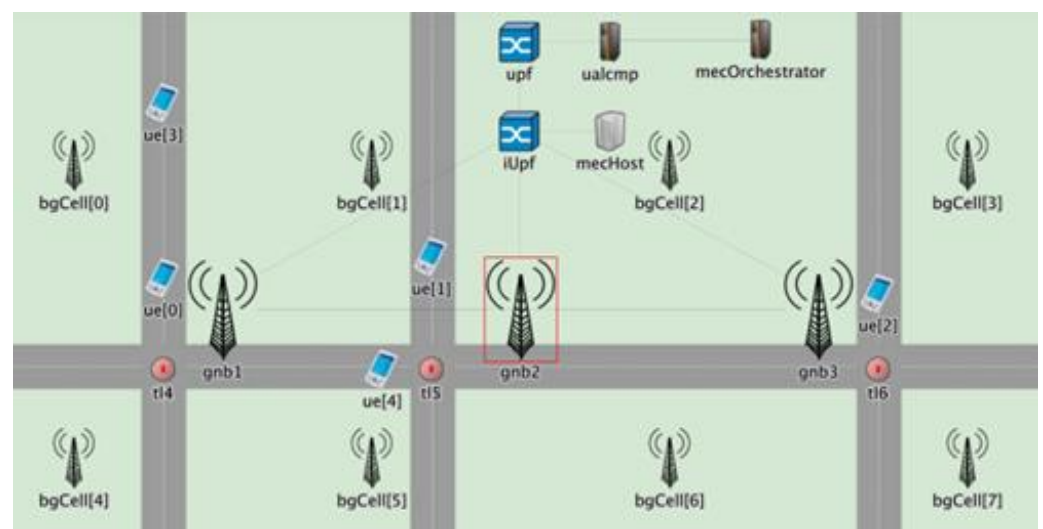 upf
ualcmp
mecOrchestrator
ue[3]
iUpf
mecHost
bgCell[0]
bgCell[1]
bgCell[2]
bgCell[3]
ue[1]
ue[0]
ue[2]
gnb1
gnb2
gnb3
tl4
ue[4]
tl5
tl6
bgCell[4]
bgCell[5]
bgCell[6]
bgCell[7]